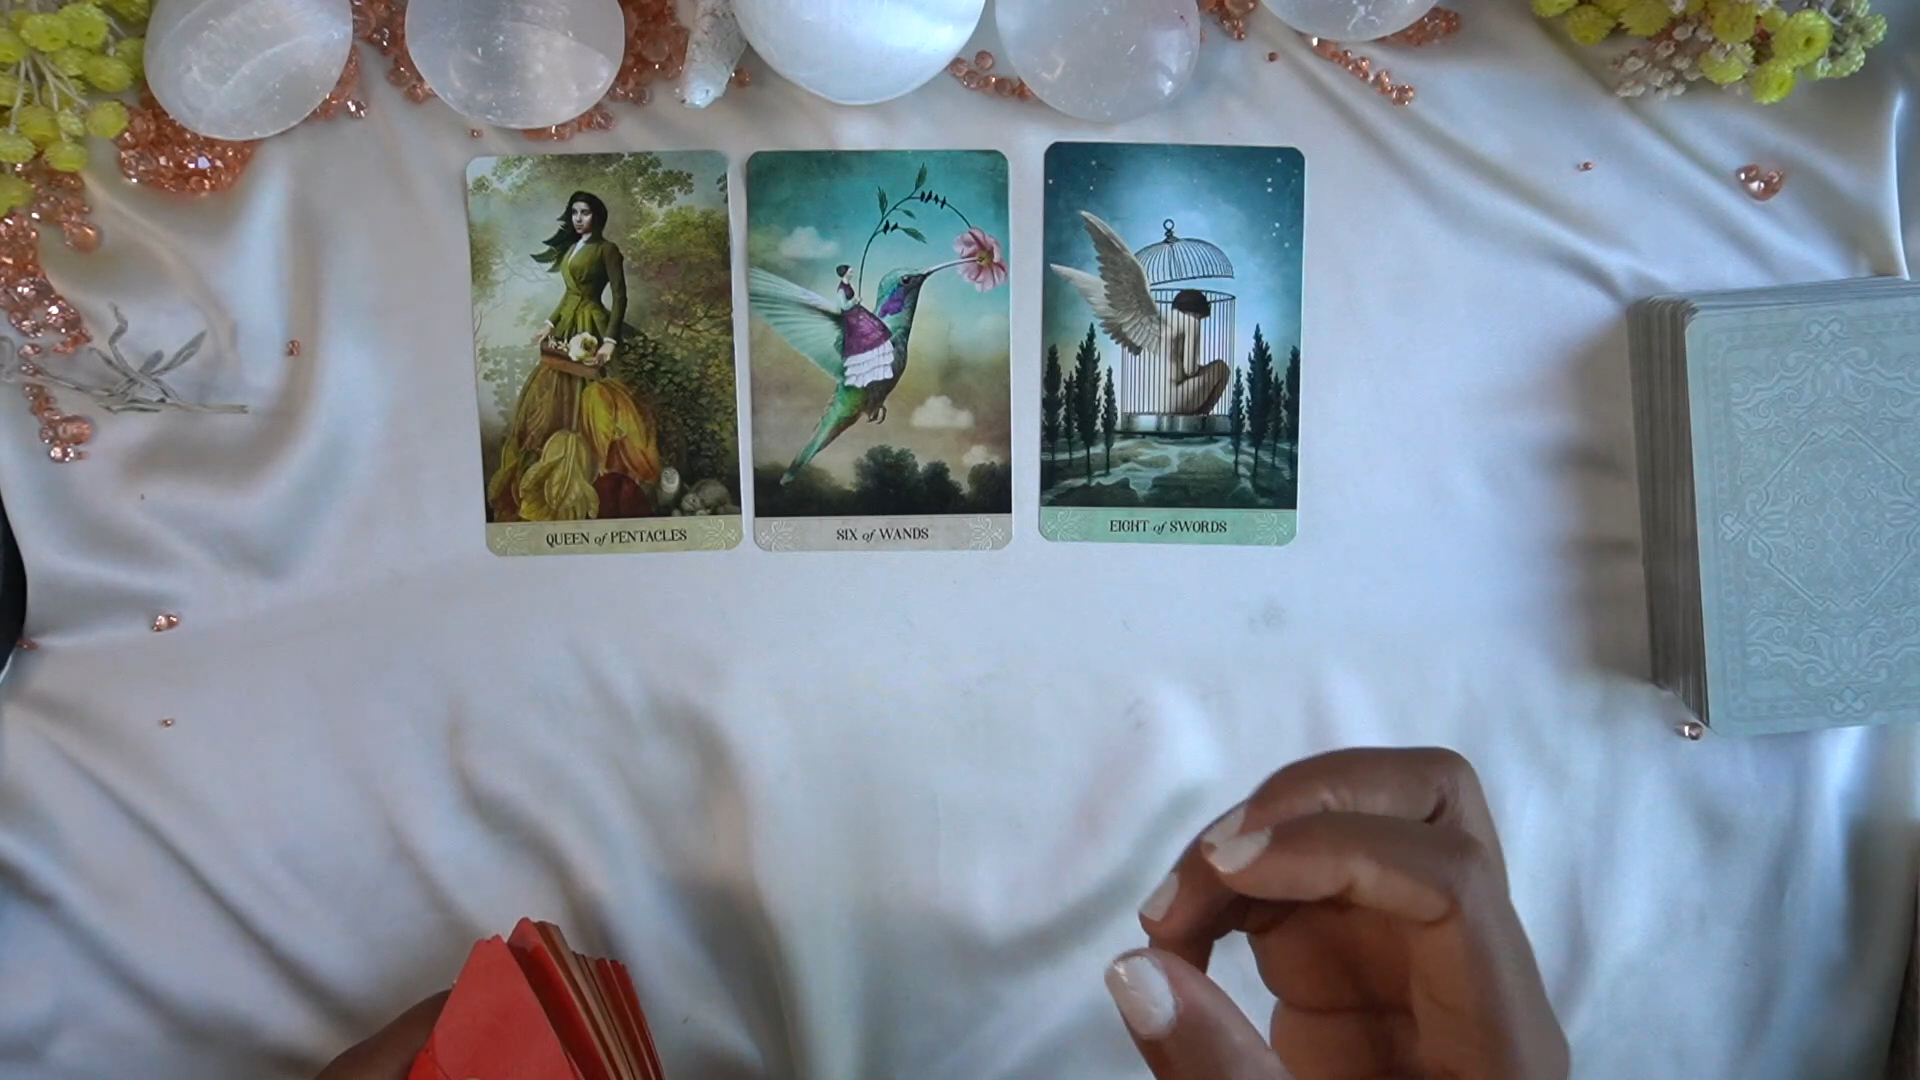 QUEEN of PENTACLES
SIX of WANDS
EIGHT of SWORDS